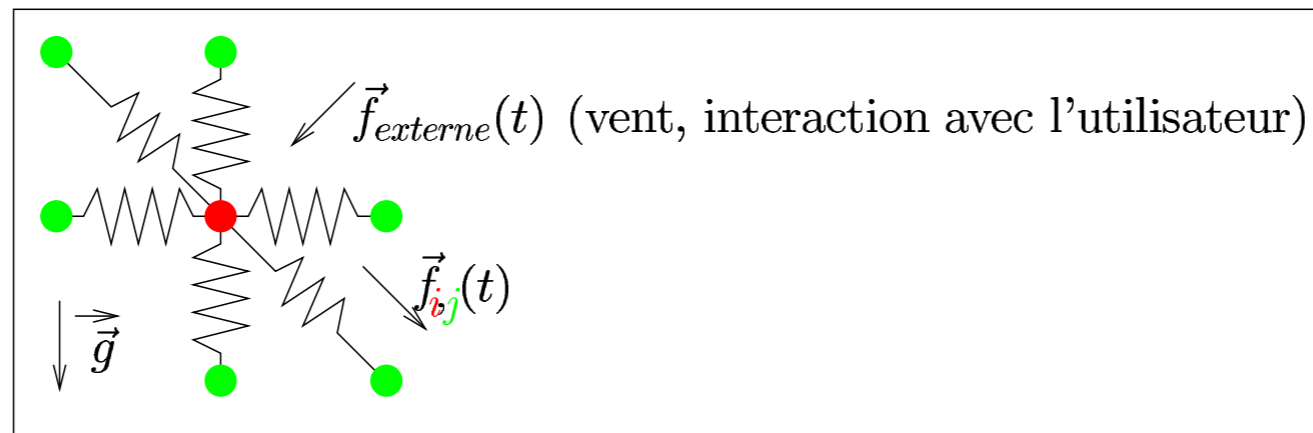 f⃗externe(t) (vent, interaction avec l'utilisateur)
f⃗i,j(t)
g⃗